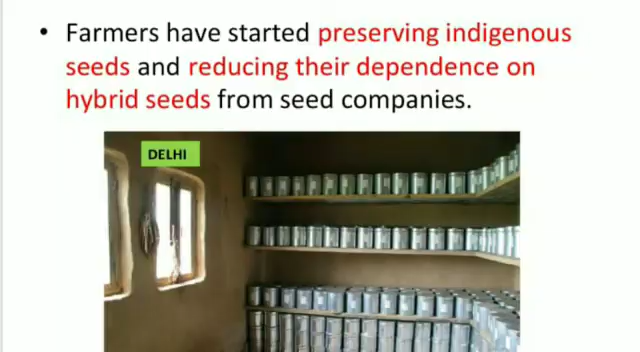 • Farmers have started preserving indigenous
seeds and reducing their dependence on
hybrid seeds from seed companies.
DELHI